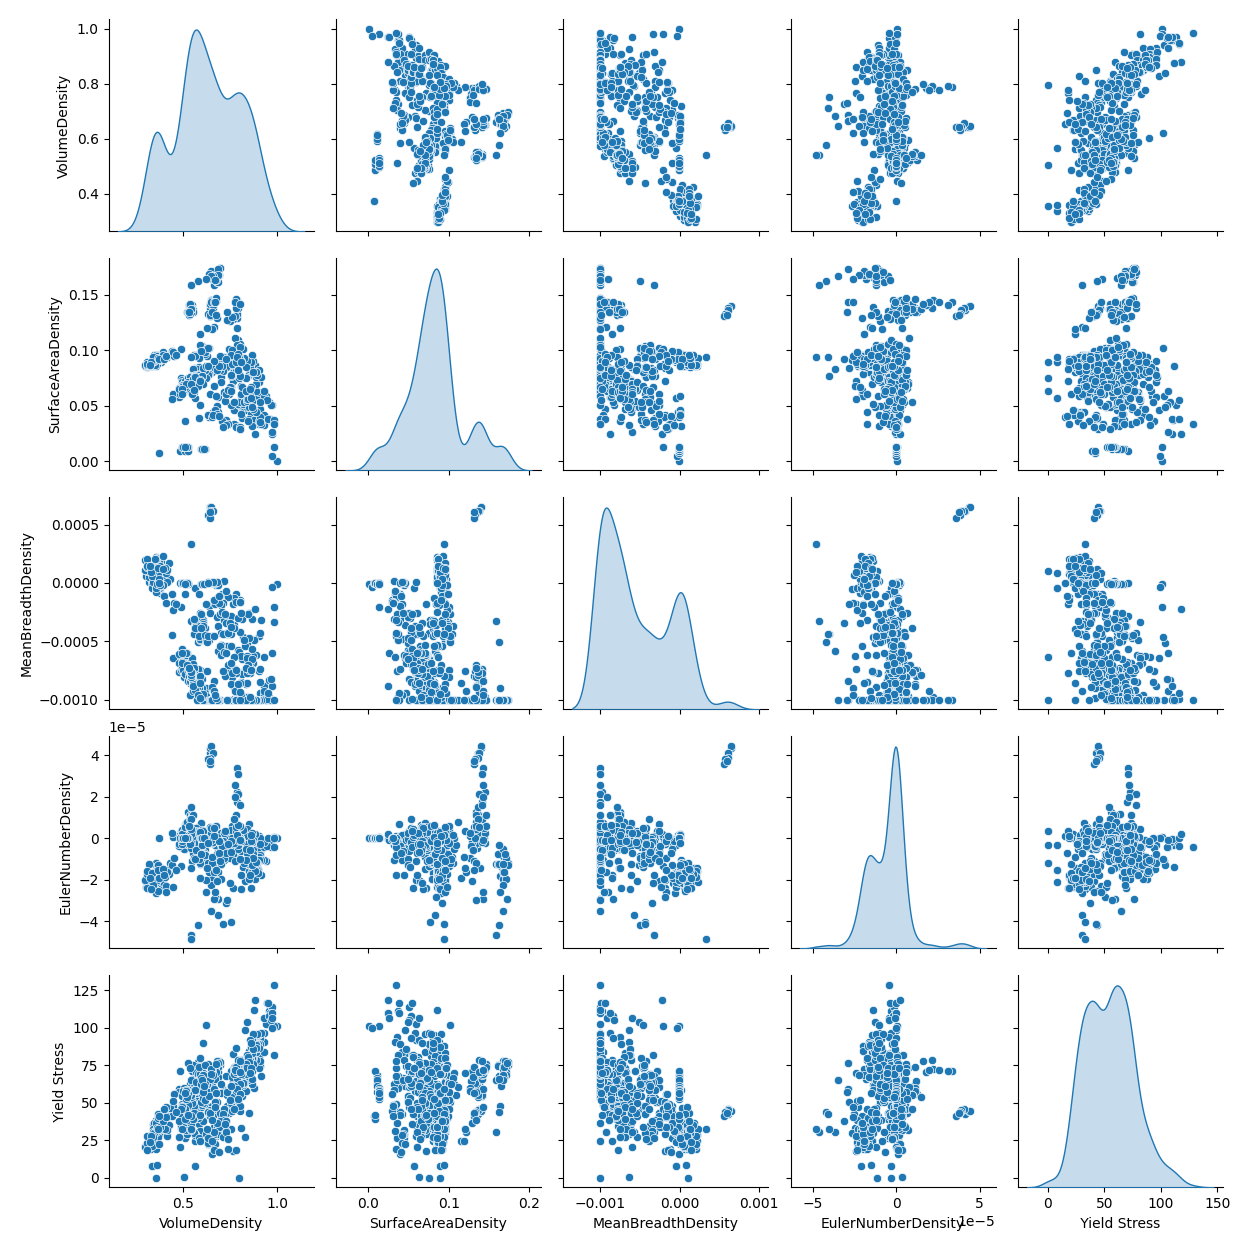 1.0
0.8
0.6
0.4
VolumeDensity
0.15
0.10
0.05
0.00
SurfaceAreaDensity
0.0005
0.0000
−0.0005
−0.0010
MeanBreadthDensity
1e−5
4
2
0
−2
−4
EulerNumberDensity
125
100
75
50
25
0
Yield Stress
0.5 1.0
VolumeDensity
0.0 0.1 0.2
SurfaceAreaDensity
−0.001 0.000 0.001
MeanBreadthDensity
−5 0 5
EulerNumberDensity
1e−5
0 50 100 150
Yield Stress